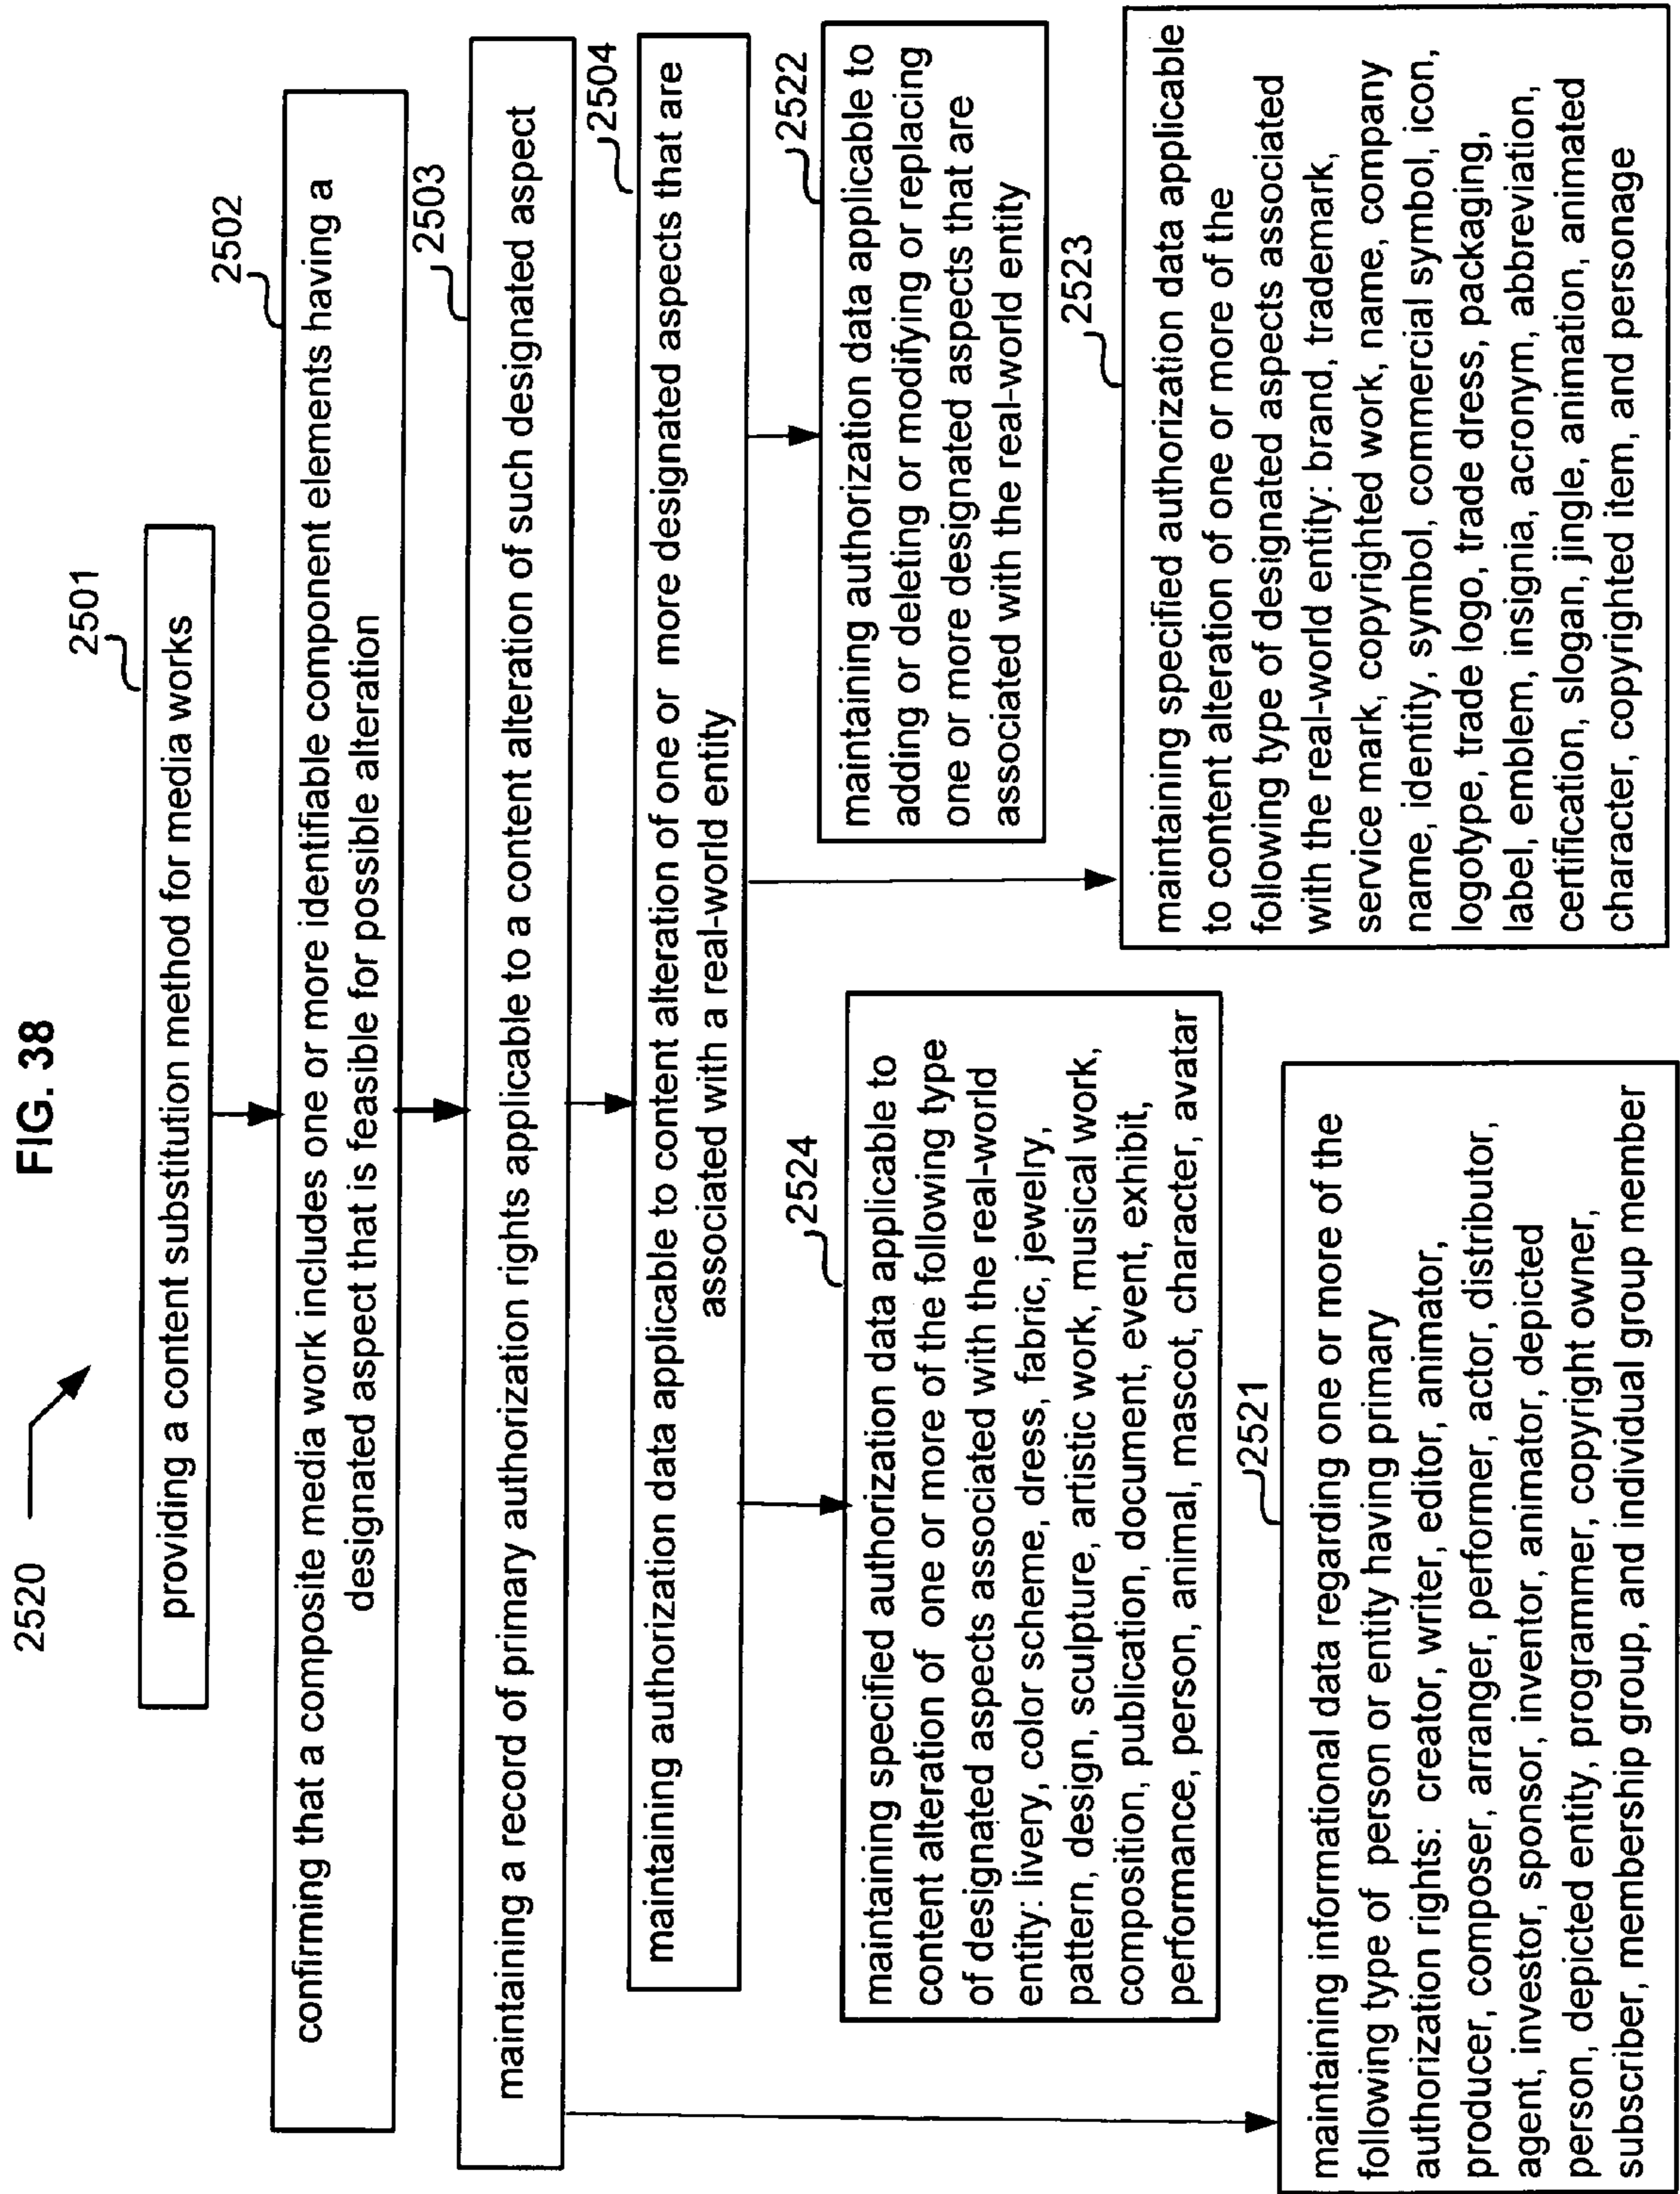 FIG. 38
2520
2501
providing a content substitution method for media works
2502
confirming that a composite media work includes one or more identifiable component elements having a
designated aspect that is feasible for possible alteration
2503
maintaining a record of primary authorization rights applicable to a content alteration of such designated aspect
2504
maintaining authorization data applicable to content alteration of one or more designated aspects that are
associated with a real-world entity
2524
maintaining specified authorization data applicable to
content alteration of one or more of the following type
of designated aspects associated with the real-world
entity: livery, color scheme, dress, fabric, jewelry,
pattern, design, sculpture, artistic work, musical work,
composition, publication, document, event, exhibit,
performance, person, animal, mascot, character, avatar
2522
maintaining authorization data applicable to
adding or deleting or modifying or replacing
one or more designated aspects that are
associated with the real-world entity
2521
maintaining informational data regarding one or more of the
following type of person or entity having primary
authorization rights: creator, writer, editor, animator,
producer, composer, arranger, performer, actor, distributor,
agent, investor, sponsor, inventor, animator, depicted
person, depicted entity, programmer, copyright owner,
subscriber, membership group, and individual group member
2523
maintaining specified authorization data applicable
to content alteration of one or more of the
following type of designated aspects associated
with the real-world entity: brand, trademark,
service mark, copyrighted work, name, company
name, identity, symbol, commercial symbol, icon,
logotype, trade logo, trade dress, packaging,
label, emblem, insignia, acronym, abbreviation,
certification, slogan, jingle, animation, animated
character, copyrighted item, and personage